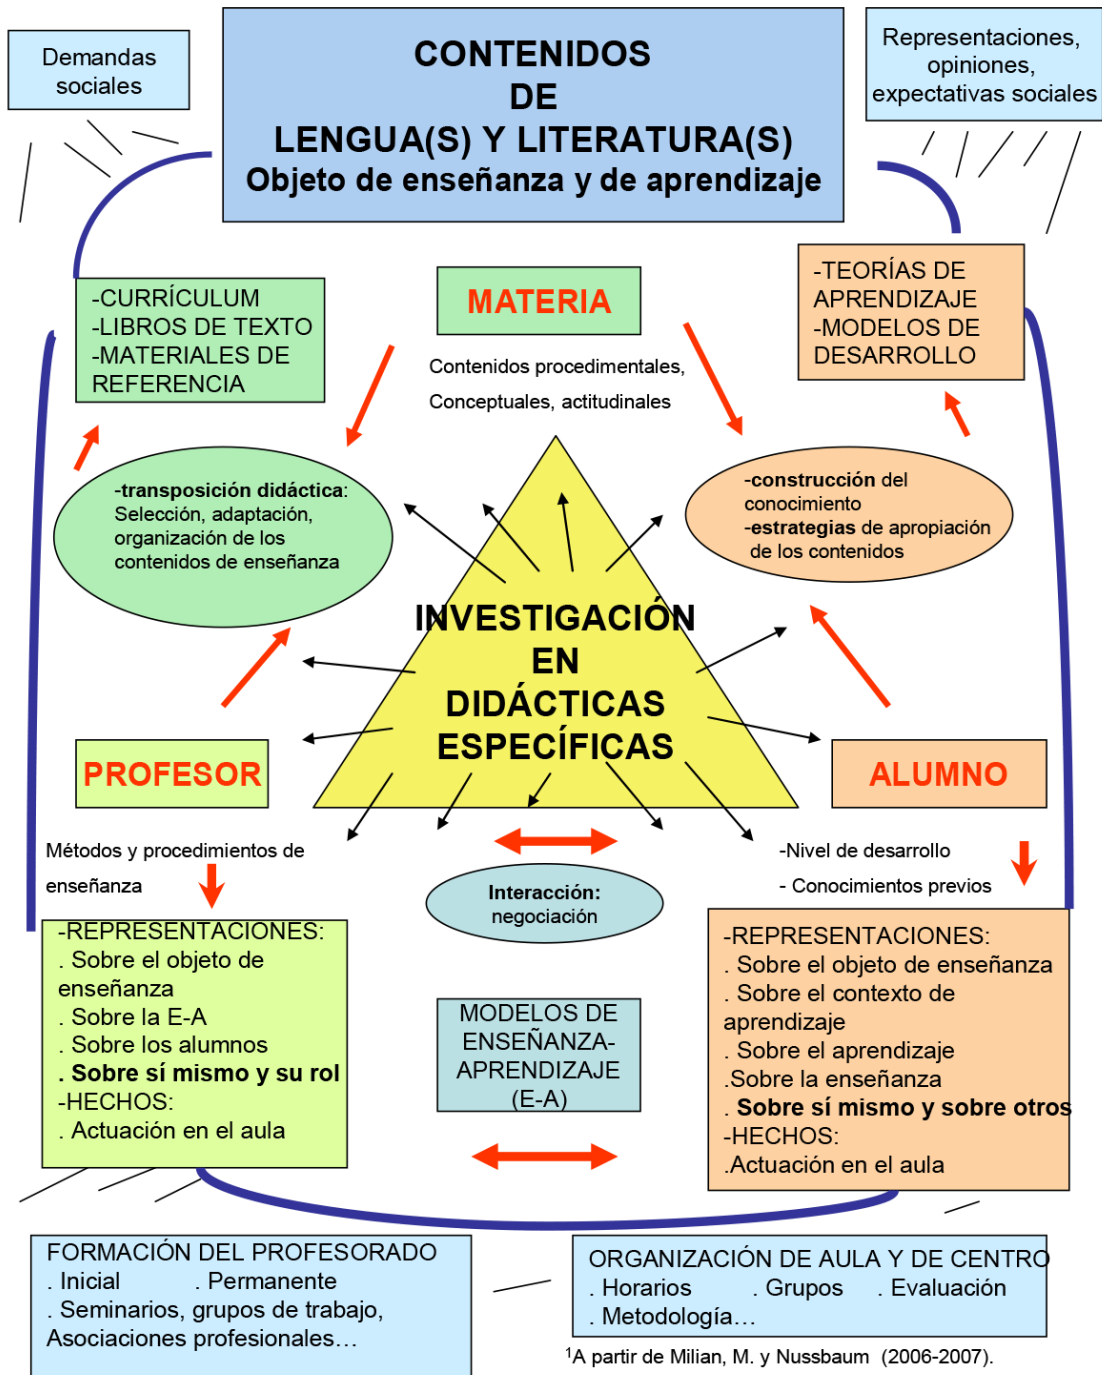 Demandas
sociales
CONTENIDOS
DE
LENGUA(S) Y LITERATURA(S)
Objeto de enseñanza y de aprendizaje
Representaciones,
opiniones,
expectativas sociales
-CURRÍCULUM
-LIBROS DE TEXTO
-MATERIALES DE
REFERENCIA
MATERIA
Contenidos procedimentales,
Conceptuales, actitudinales
-TEORÍAS DE
APRENDIZAJE
-MODELOS DE
DESARROLLO
-transposición didáctica:
Selección, adaptación,
organización de los
contenidos de enseñanza
-construcción del
conocimiento
-estrategias de apropiación
de los contenidos
INVESTIGACIÓN
EN
DIDÁCTICAS
ESPECÍFICAS
PROFESOR
ALUMNO
Métodos y procedimientos de
enseñanza
Interacción:
negociación
-Nivel de desarrollo
- Conocimientos previos
-REPRESENTACIONES:
. Sobre el objeto de
enseñanza
. Sobre la E-A
. Sobre los alumnos
. Sobre sí mismo y su rol
-HECHOS:
. Actuación en el aula
MODELOS DE
ENSEÑANZA-
APRENDIZAJE
(E-A)
-REPRESENTACIONES:
. Sobre el objeto de enseñanza
. Sobre el contexto de
aprendizaje
. Sobre el aprendizaje
.Sobre la enseñanza
. Sobre sí mismo y sobre otros
-HECHOS:
.Actuación en el aula
FORMACIÓN DEL PROFESORADO
. Inicial . Permanente
. Seminarios, grupos de trabajo,
Asociaciones profesionales…
ORGANIZACIÓN DE AULA Y DE CENTRO
. Horarios . Grupos . Evaluación
. Metodología…
¹A partir de Milian, M. y Nussbaum (2006-2007).